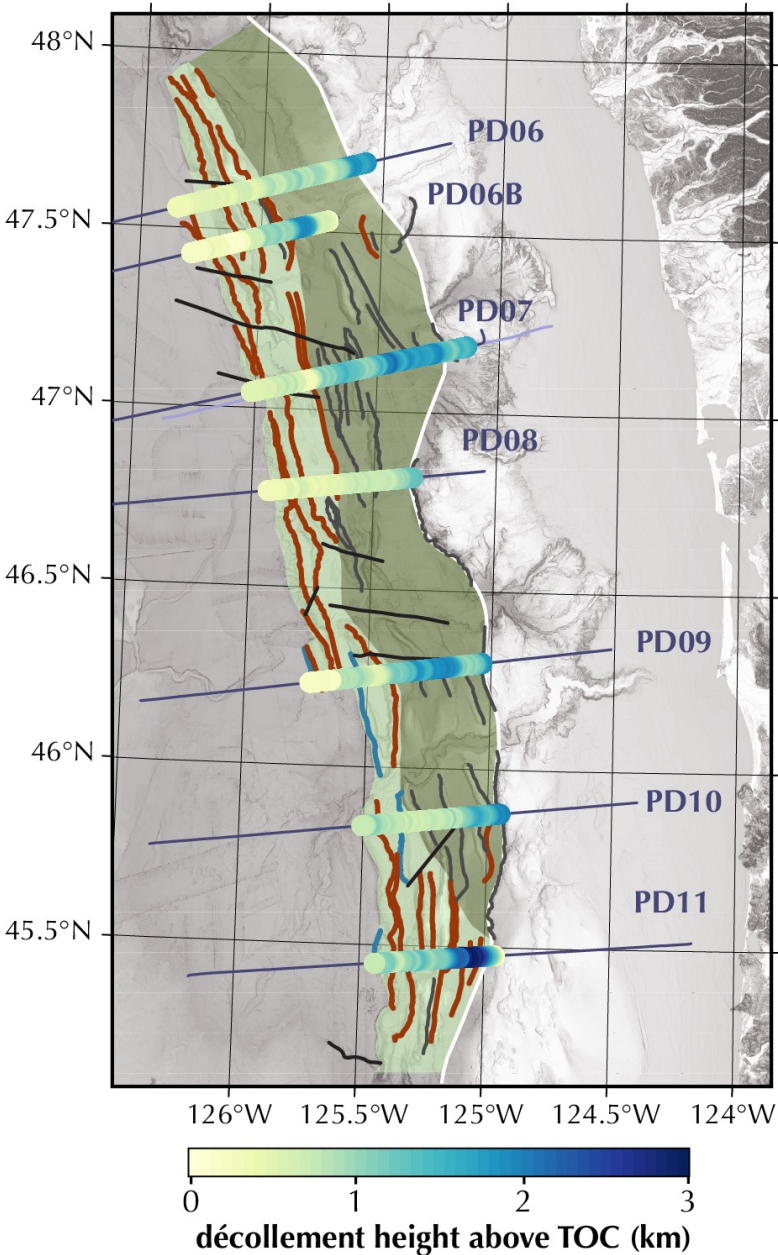 48°N
PD06
PD06B
47.5°N
PD07
47°N
PD08
46.5°N
PD09
46°N
PD10
PD11
45.5°N
126°W 125.5°W 125°W 124.5°W 124°W
0 1 2 3
décollement height above TOC (km)